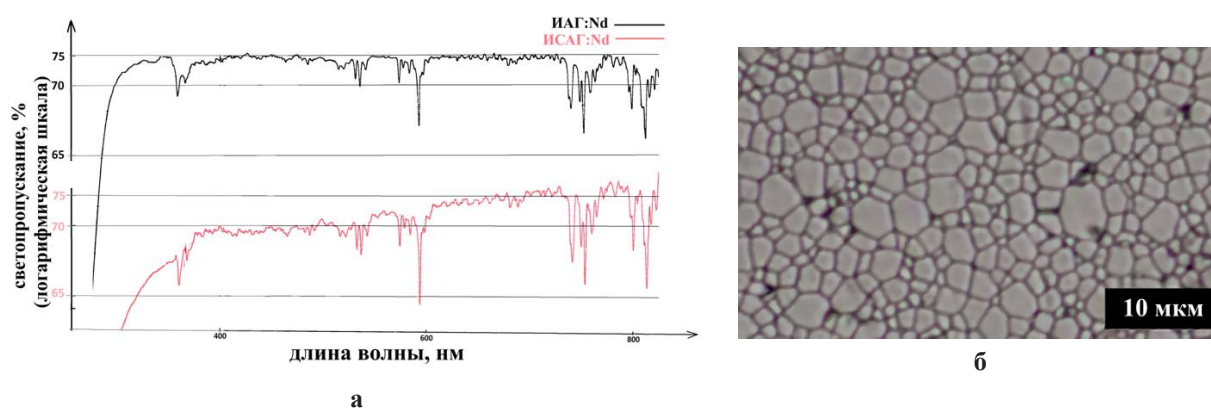 ИАГ:Nd
ИСАГ:Nd
75
70
65
75
70
65
светопропускание, %
(логарифмическая шкала)
400
600
800
длина волны, нм
10 мкм
а
б